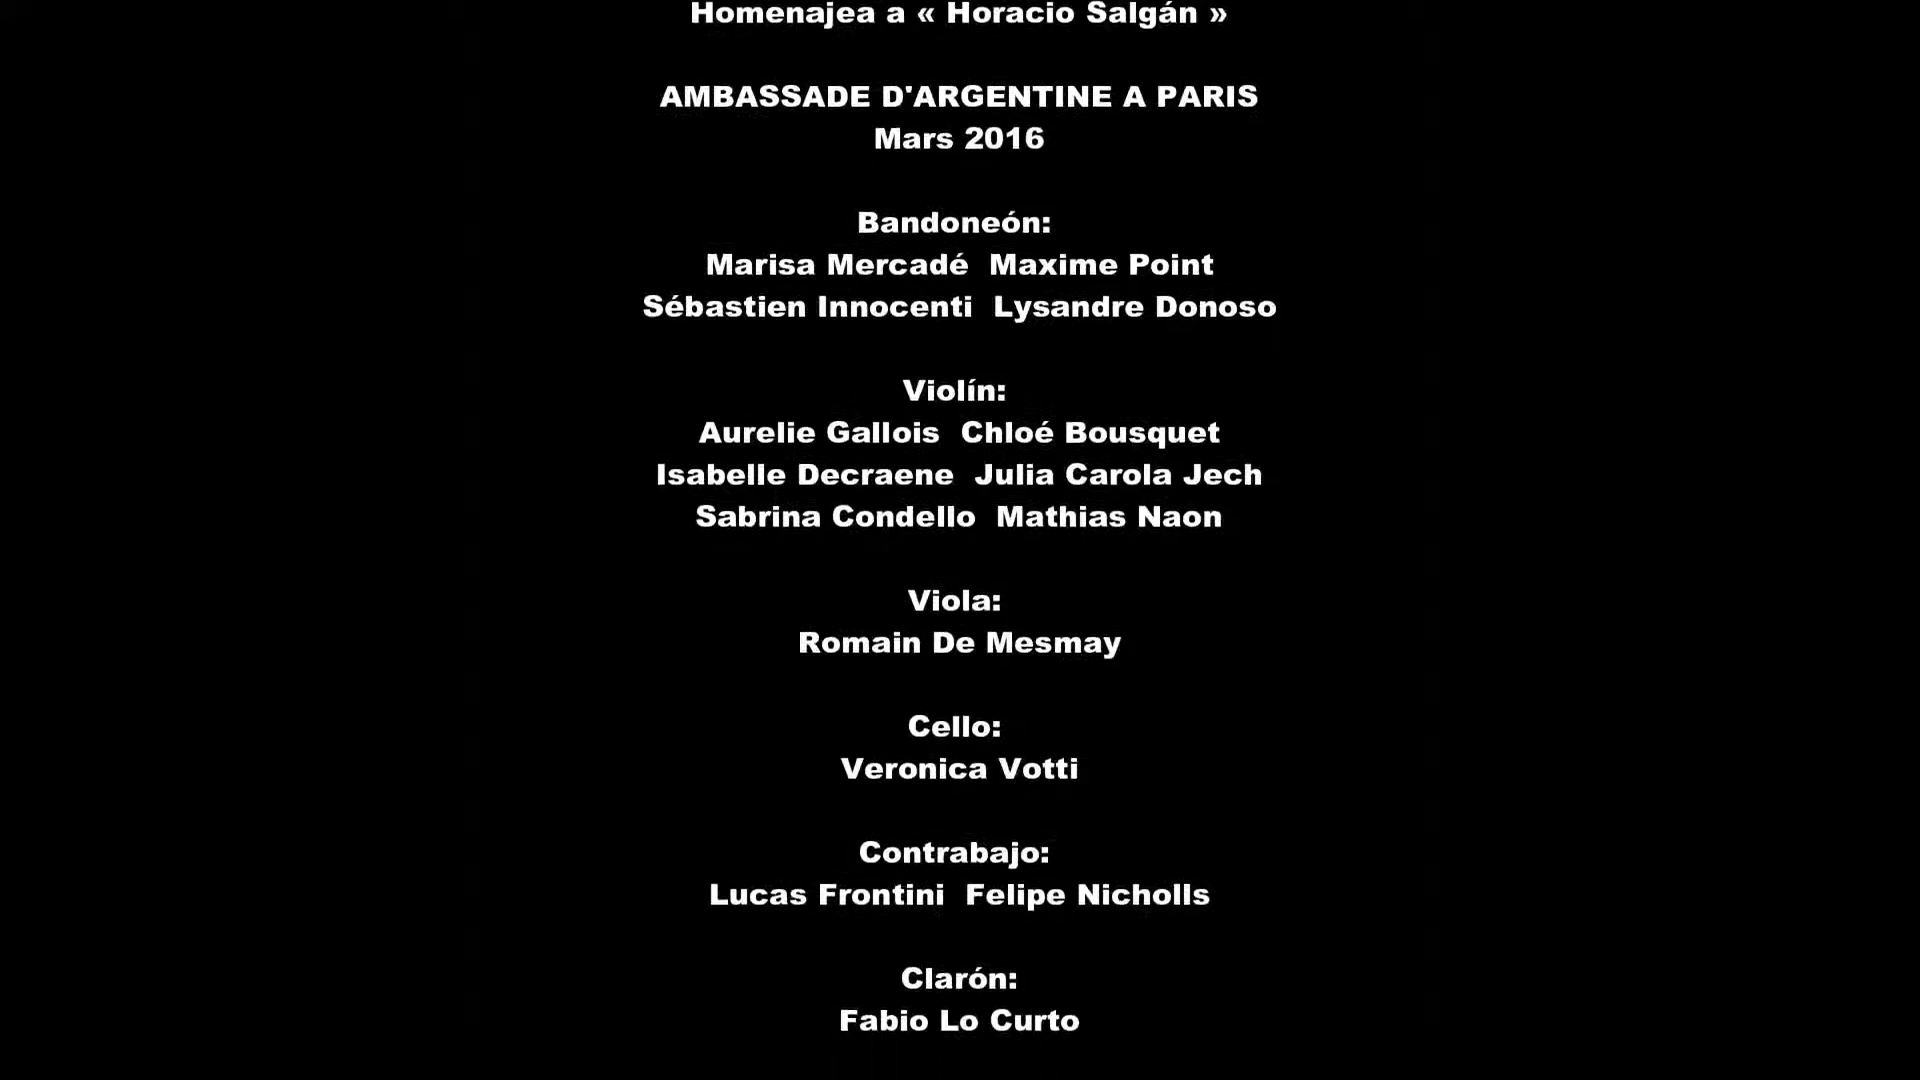 Homenajea a « Horacio Salgán »
AMBASSADE D'ARGENTINE A PARIS
Mars 2016
Bandoneón:
Marisa Mercadé  Maxime Point
Sébastien Innocenti  Lysandre Donoso
Violín:
Aurelie Gallois  Chloé Bousquet
Isabelle Decraene  Julia Carola Jech
Sabrina Condello  Mathias Naon
Viola:
Romain De Mesmay
Cello:
Veronica Votti
Contrabajo:
Lucas Frontini  Felipe Nicholls
Clarón:
Fabio Lo Curto